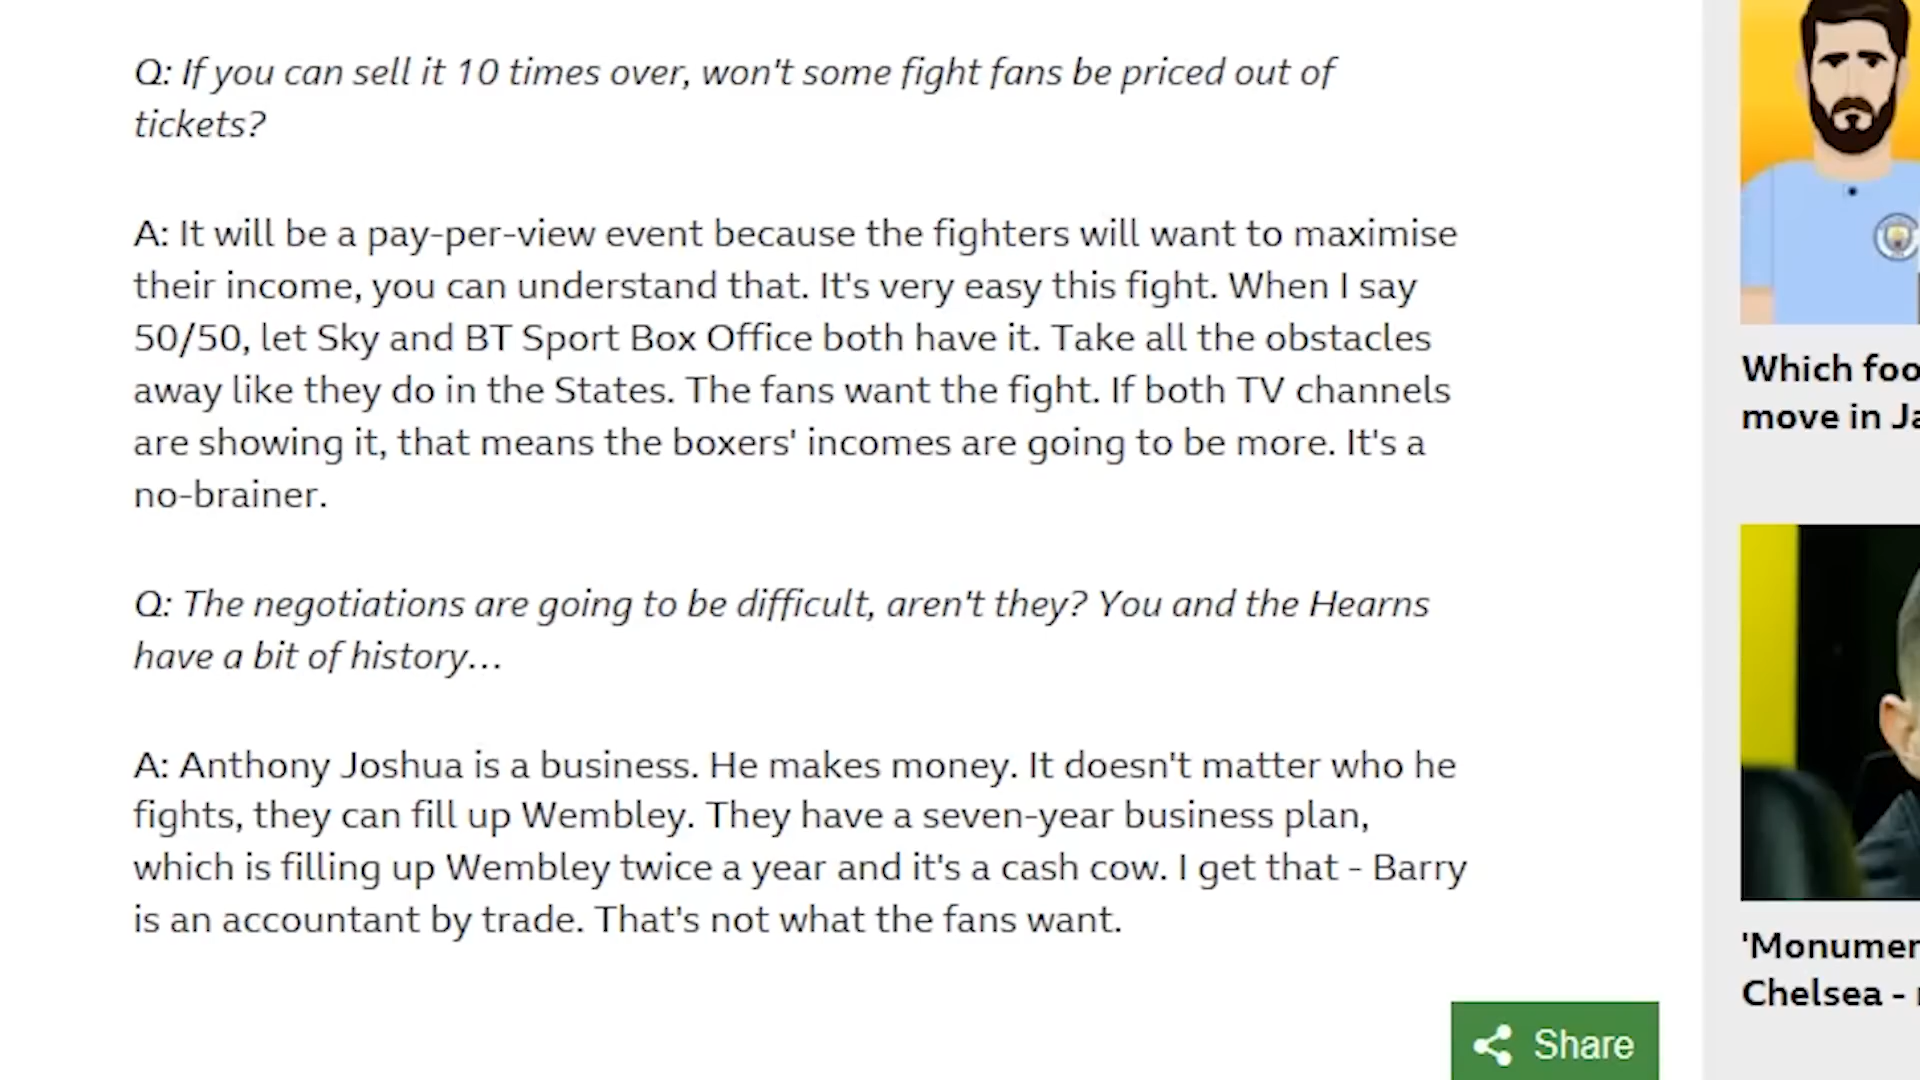 Q: If you can sell it 10 times over, won't some fight fans be priced out of
tickets?
A: It will be a pay-per-view event because the fighters will want to maximise
their income, you can understand that. It's very easy this fight. When I say
50/50, let Sky and BT Sport Box Office both have it. Take all the obstacles
away like they do in the States. The fans want the fight. If both TV channels
are showing it, that means the boxers' incomes are going to be more. It's a
no-brainer.
Q: The negotiations are going to be difficult, aren't they? You and the Hearns
have a bit of history...
A: Anthony Joshua is a business. He makes money. It doesn't matter who he
fights, they can fill up Wembley. They have a seven-year business plan,
which is filling up Wembley twice a year and it's a cash cow. I get that - Barry
is an accountant by trade. That's not what the fans want.
Share
Which foo
move in Ja
'Monumen
Chelsea -